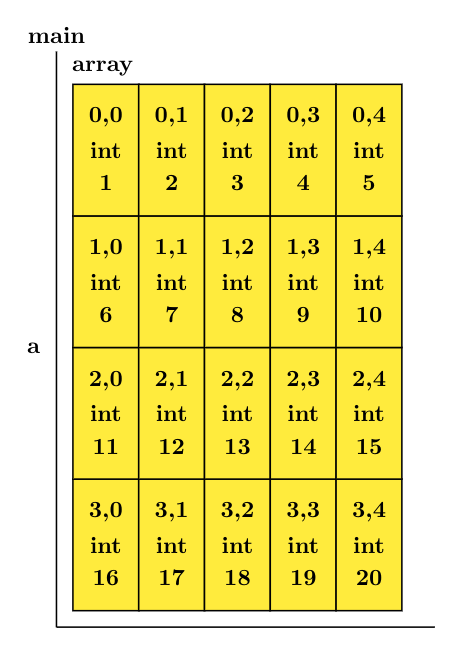 main
array
0,0 0,1 0,2 0,3 0,4
int int int int int
1 2 3 4 5
1,0 1,1 1,2 1,3 1,4
int int int int int
6 7 8 9 10
a
2,0 2,1 2,2 2,3 2,4
int int int int int
11 12 13 14 15
3,0 3,1 3,2 3,3 3,4
int int int int int
16 17 18 19 20